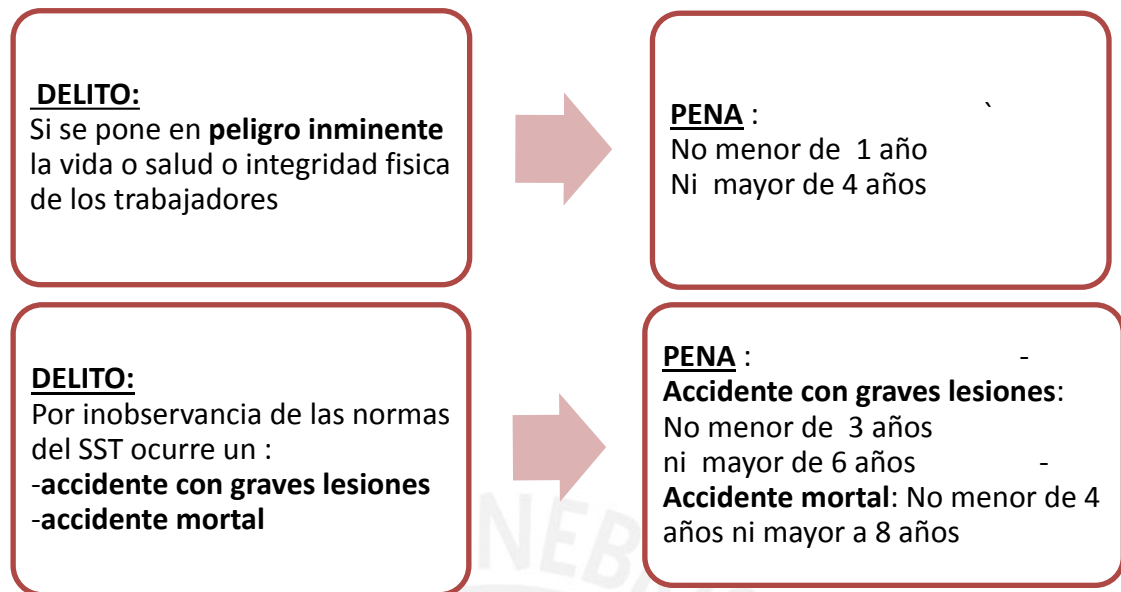 DELITO:
Si se pone en peligro inminente
la vida o salud o integridad fisica
de los trabajadores
PENA : `
No menor de 1 año
Ni mayor de 4 años
DELITO:
Por inobservancia de las normas
del SST ocurre un :
-accidente con graves lesiones
-accidente mortal
PENA : -
Accidente con graves lesiones:
No menor de 3 años
ni mayor de 6 años -
Accidente mortal: No menor de 4
años ni mayor a 8 años